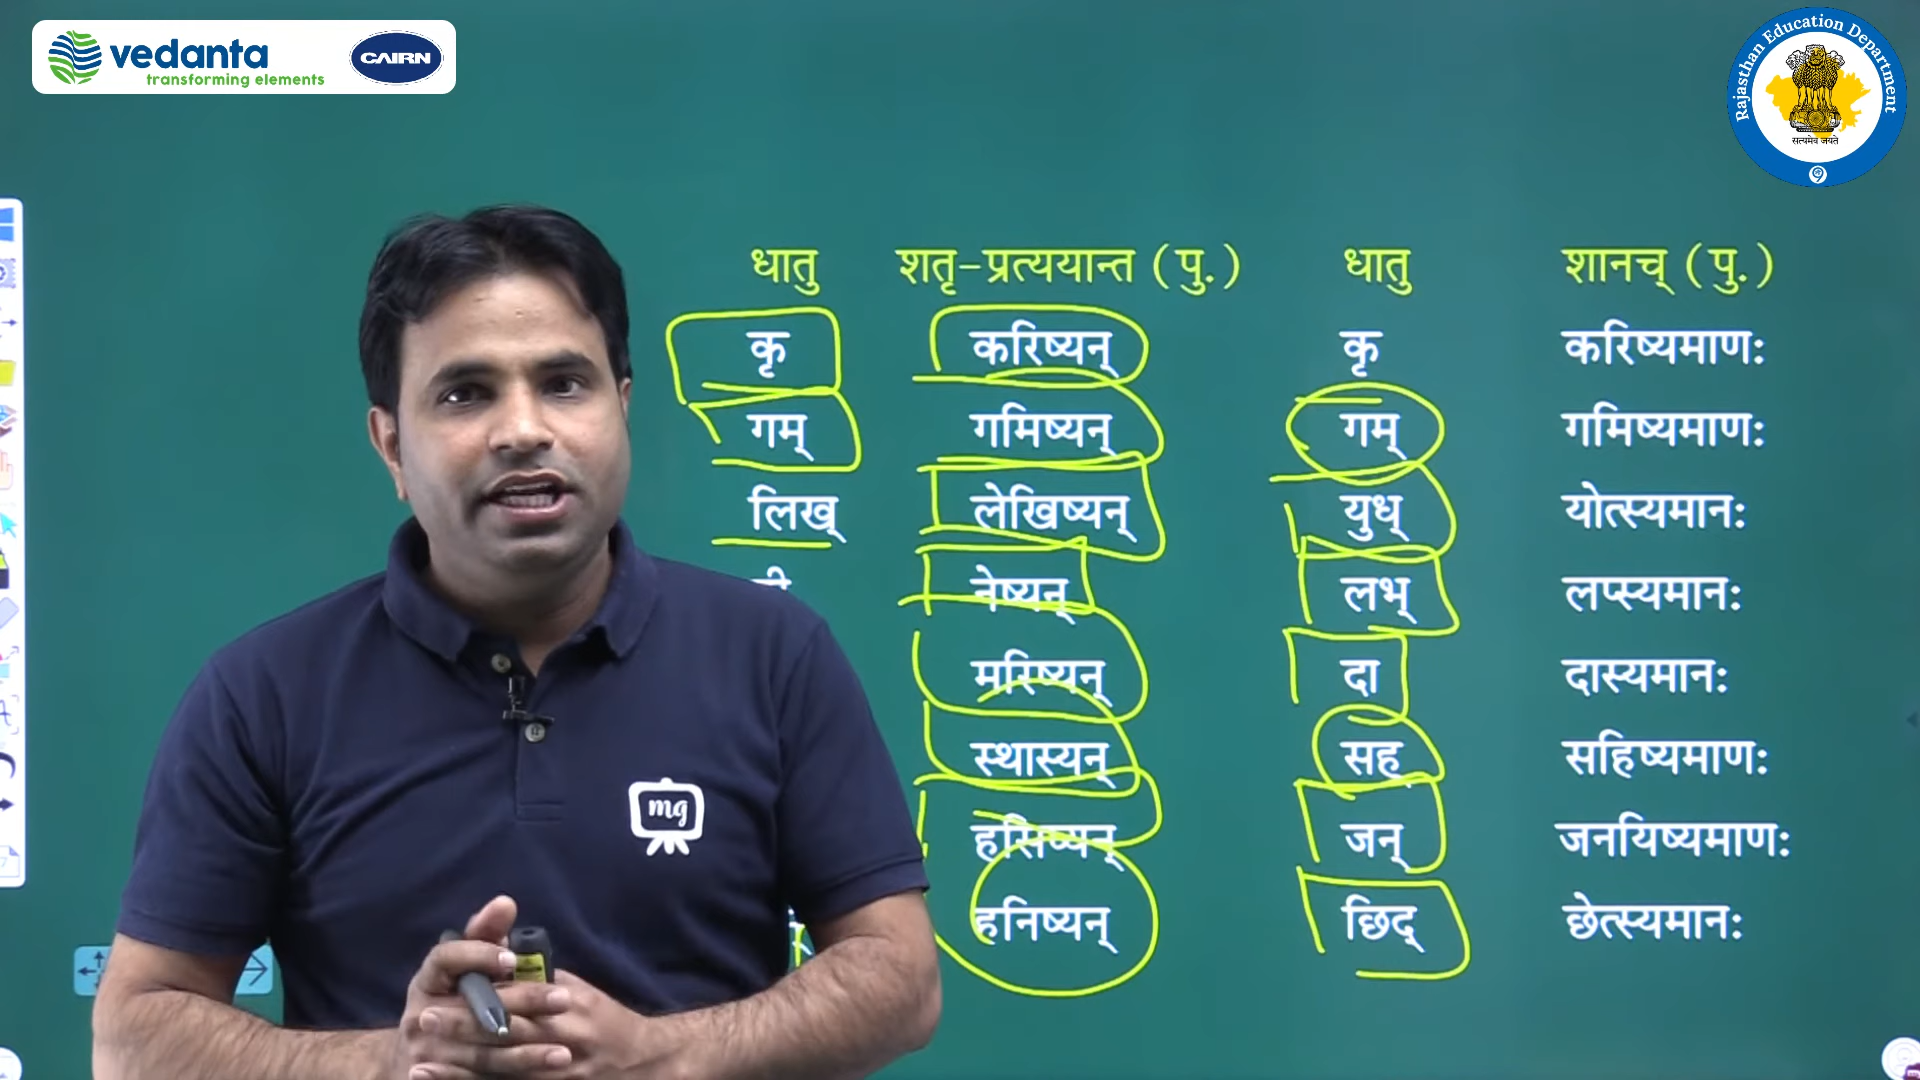 vedanta
transforming elements
CAIRN
Rajasthan Education Department
सत्यमेव जयते
धातु शतृ-प्रत्ययान्त (पु.) धातु शानच् (पु.)
कृ करिष्यन् कृ करिष्यमाणः
गम् गमिष्यन् गम् गमिष्यमाणः
लिख् लेखिष्यन् युध् योत्स्यमानः
नेष्यन् लभ् लप्स्यमानः
मरिष्यन् दा दास्यमानः
स्थास्यन् सह् सहिष्यमाणः
हसिष्यन् जन् जनयिष्यमाणः
हनिष्यन् छिद् छेत्स्यमानः
mg